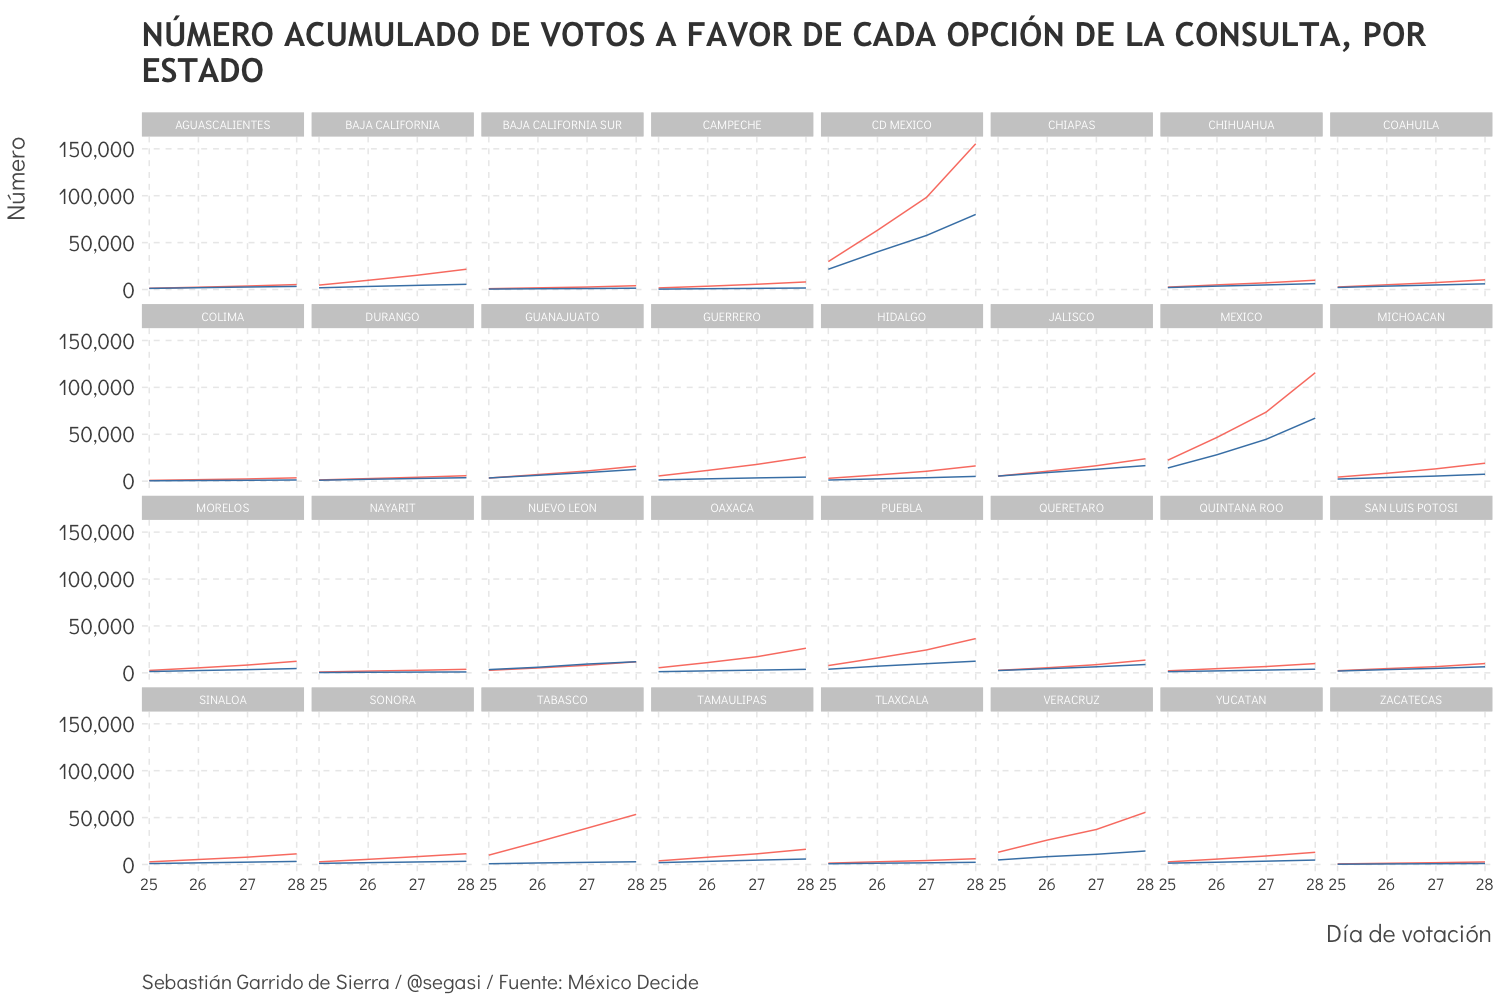 NÚMERO ACUMULADO DE VOTOS A FAVOR DE CADA OPCIÓN DE LA CONSULTA, POR
ESTADO
Número
AGUASCALIENTES BAJA CALIFORNIA BAJA CALIFORNIA SUR CAMPECHE CD MEXICO CHIAPAS CHIHUAHUA COAHUILA
150,000
100,000
50,000
0
COLIMA DURANGO GUANAJUATO GUERRERO HIDALGO JALISCO MEXICO MICHOACAN
150,000
100,000
50,000
0
MORELOS NAYARIT NUEVO LEON OAXACA PUEBLA QUERETARO QUINTANA ROO SAN LUIS POTOSI
150,000
100,000
50,000
0
SINALOA SONORA TABASCO TAMAULIPAS TLAXCALA VERACRUZ YUCATAN ZACATECAS
150,000
100,000
50,000
0
25 26 27 28 25 26 27 28 25 26 27 28 25 26 27 28 25 26 27 28 25 26 27 28 25 26 27 28 25 26 27 28
Día de votación
Sebastián Garrido de Sierra / @segasi / Fuente: México Decide